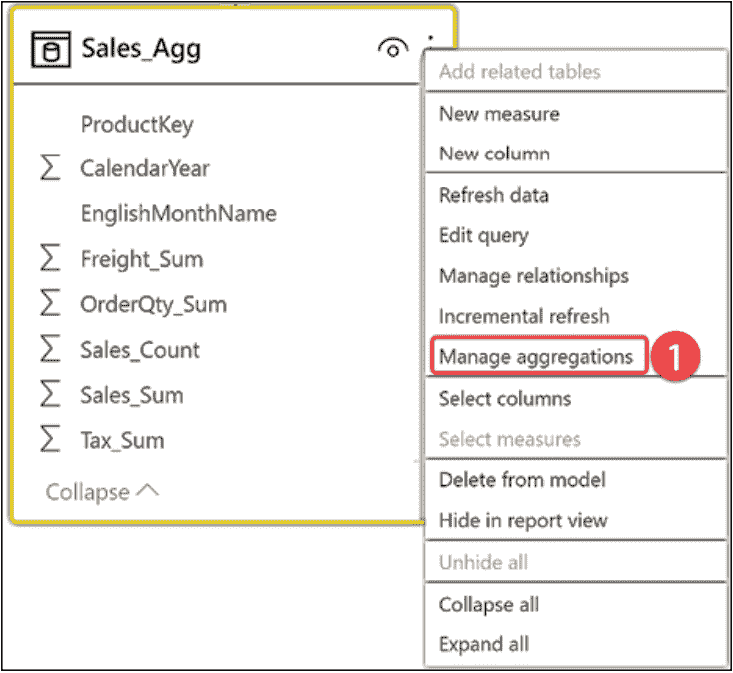 Sales_Agg
ProductKey
CalendarYear
EnglishMonthName
Freight_Sum
OrderQty_Sum
Sales_Count
Sales_Sum
Tax_Sum
Collapse
Add related tables
New measure
New column
Refresh data
Edit query
Manage relationships
Incremental refresh
Manage aggregations 1
Select columns
Select measures
Delete from model
Hide in report view
Unhide all
Collapse all
Expand all